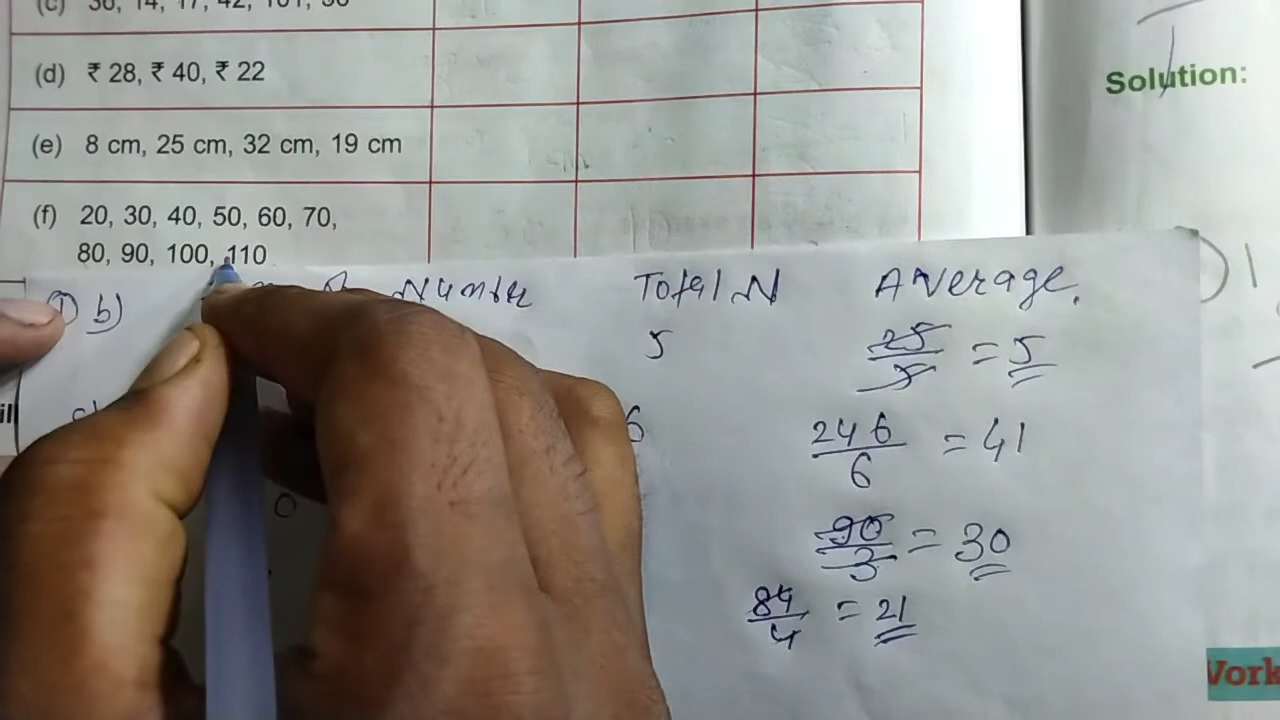 (d) ₹ 28, ₹ 40, ₹ 22
Solution:
(e) 8 cm, 25 cm, 32 cm, 19 cm
(f) 20, 30, 40, 50, 60, 70,
80, 90, 100, 110
b) Total N Average.
5 25/5 = 5
6 246/6 = 41
90/3 = 30
84/4 = 21